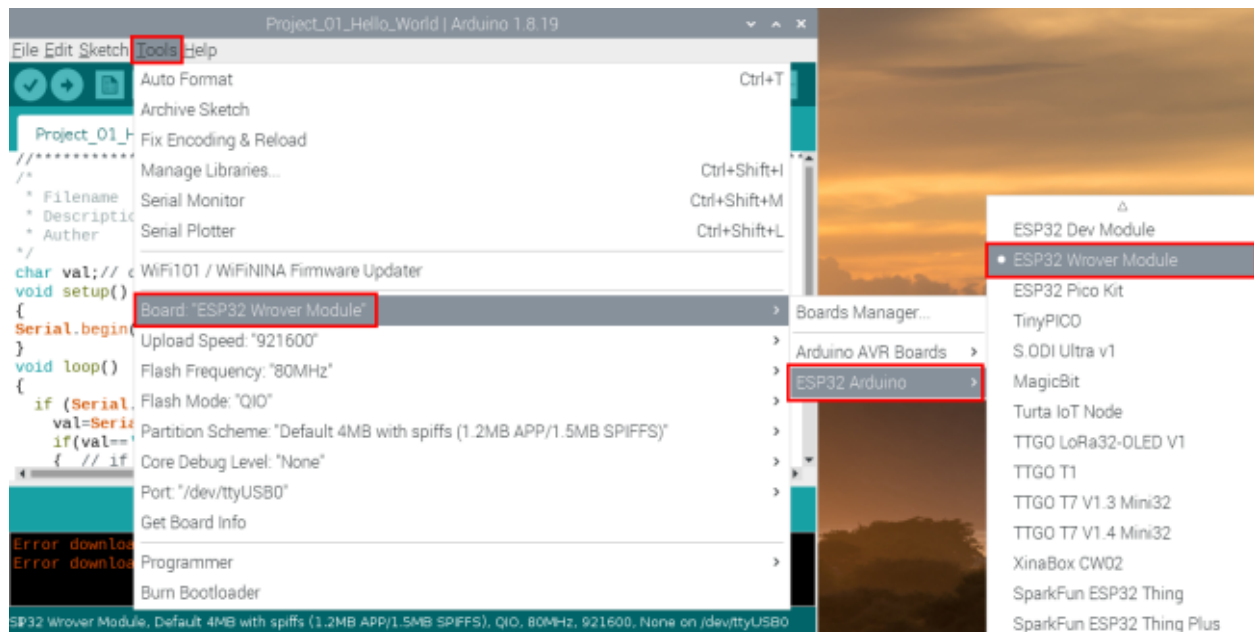 Project_01_Hello_World | Arduino 1.8.19
File Edit Sketch Tools Help
Auto Format Ctrl+T
Archive Sketch
Project_01_H
Fix Encoding & Reload
//***********
/*
Manage Libraries... Ctrl+Shift+I
* Filename
Serial Monitor Ctrl+Shift+M
* Descriptio
* Auther
Serial Plotter Ctrl+Shift+L
*/
char val;// c
WiFi101 / WiFiNINA Firmware Updater
void setup()
{
Board: "ESP32 Wrover Module"
Serial.begin(
Upload Speed: "921600"
}
void loop()
Flash Frequency: "80MHz"
{
if (Serial.
Flash Mode: "QIO"
val=Seria
Partition Scheme: "Default 4MB with spiffs (1.2MB APP/1.5MB SPIFFS)"
if(val=='
{ // if
Core Debug Level: "None"
Port: "/dev/ttyUSB0"
Get Board Info
Error downloa
Error downloa
Programmer
Burn Bootloader
SP32 Wrover Module, Default 4MB with spiffs (1.2MB APP/1.5MB SPIFFS), QIO, 80MHz, 921600, None on /dev/ttyUSB0
Boards Manager...
Arduino AVR Boards
ESP32 Arduino
ESP32 Dev Module
ESP32 Wrover Module
ESP32 Pico Kit
TinyPICO
S.ODI Ultra v1
MagicBit
Turta IoT Node
TTGO LoRa32-OLED V1
TTGO T1
TTGO T7 V1.3 Mini32
TTGO T7 V1.4 Mini32
XinaBox CW02
SparkFun ESP32 Thing
SparkFun ESP32 Thing Plus